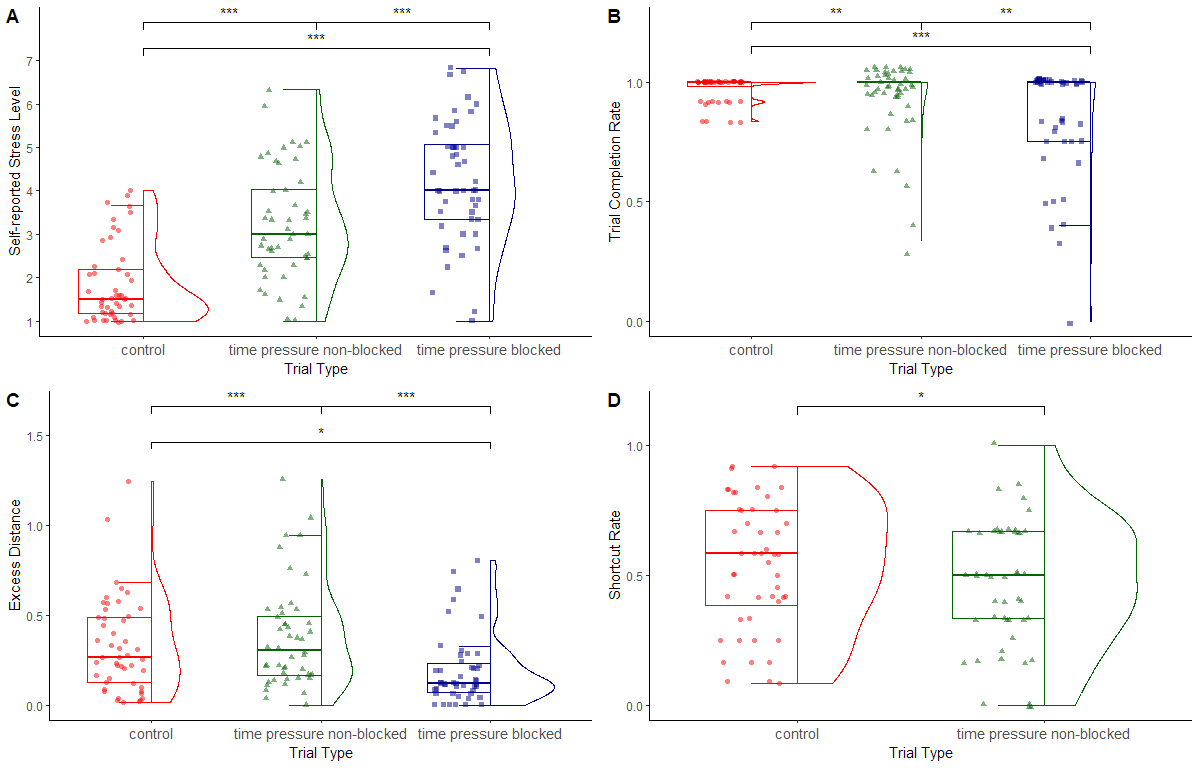 A
*** ***
***
Self-reported Stress Level
7
6
5
4
3
2
1
control time pressure non-blocked time pressure blocked
Trial Type
B
** **
***
Trial Completion Rate
1.0
0.5
0.0
control time pressure non-blocked time pressure blocked
Trial Type
C
*** ***
*
Excess Distance
1.5
1.0
0.5
0.0
control time pressure non-blocked time pressure blocked
Trial Type
D
*
Shortcut Rate
1.0
0.5
0.0
control time pressure non-blocked
Trial Type